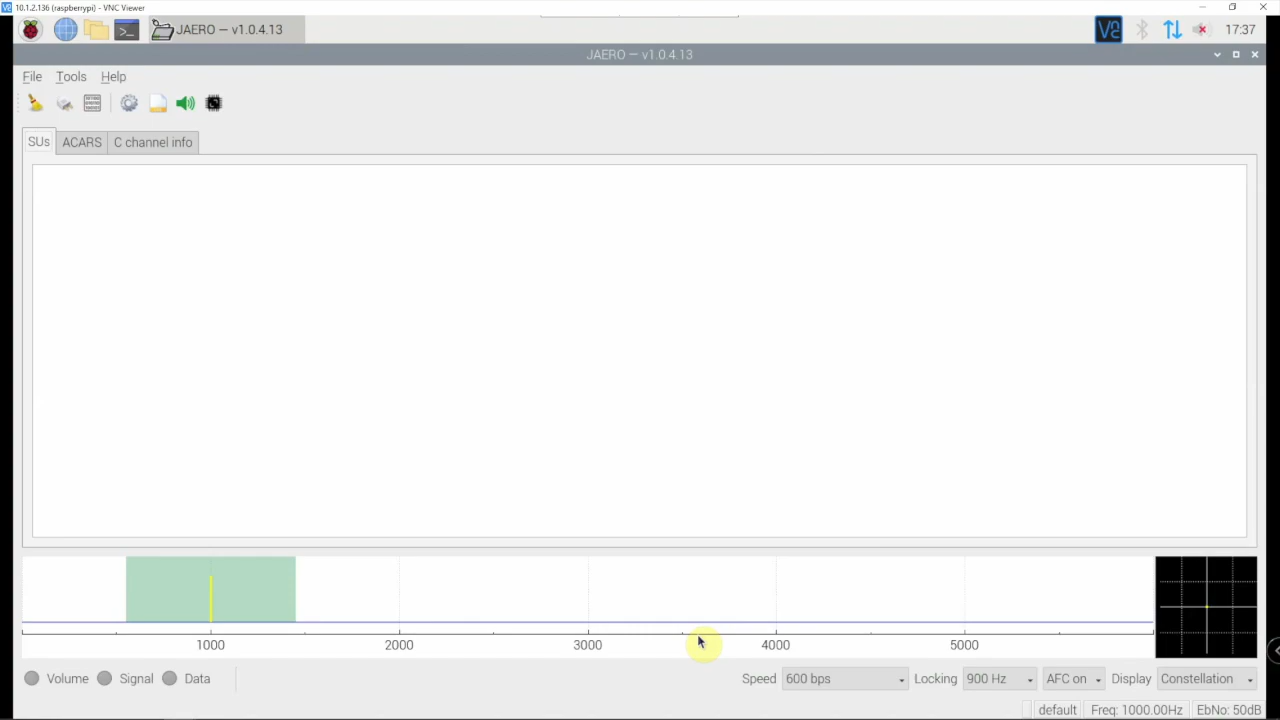 10.1.2.136 (raspberrypi) - VNC Viewer
JAERO — v1.0.4.13
17:37
JAERO — v1.0.4.13
File Tools Help
SUs ACARS C channel info
1000 2000 3000 4000 5000
Volume Signal Data Speed 600 bps Locking 900 Hz AFC on Display Constellation
default Freq: 1000.00Hz EbNo: 50dB